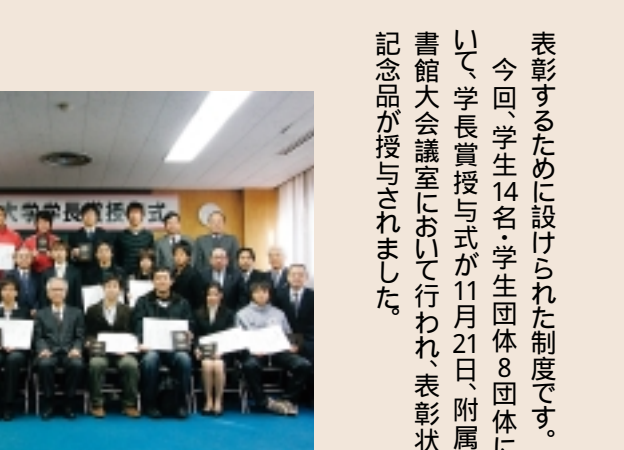 表彰するために設けられた制度です。
今回、学生14名・学生団体8団体に
いて、学長賞授与式が11月21日、附属
書館大会議室において行われ、表彰状
記念品が授与されました。
大学学長賞授与式